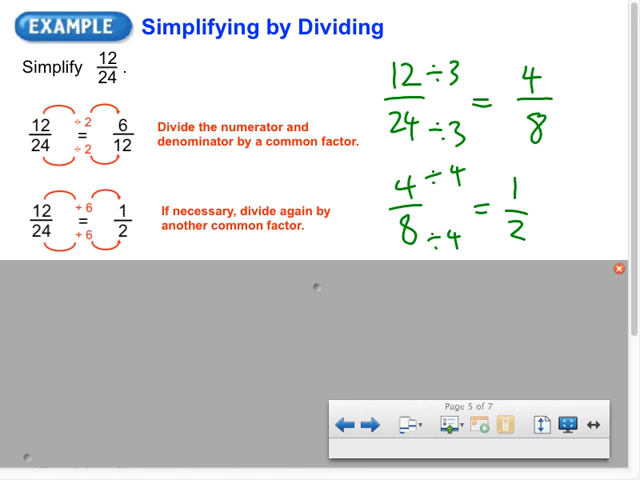 EXAMPLE Simplifying by Dividing
Simplify 12/24 .
12/24 ÷ 2 = ÷ 2 6/12
Divide the numerator and
denominator by a common factor.
12/24 + 6 = + 6 1/2
If necessary, divide again by
another common factor.
12 ÷3 / 24 ÷3 = 4/8
4 ÷4 / 8 ÷4 = 1/2
Page 5 of 7